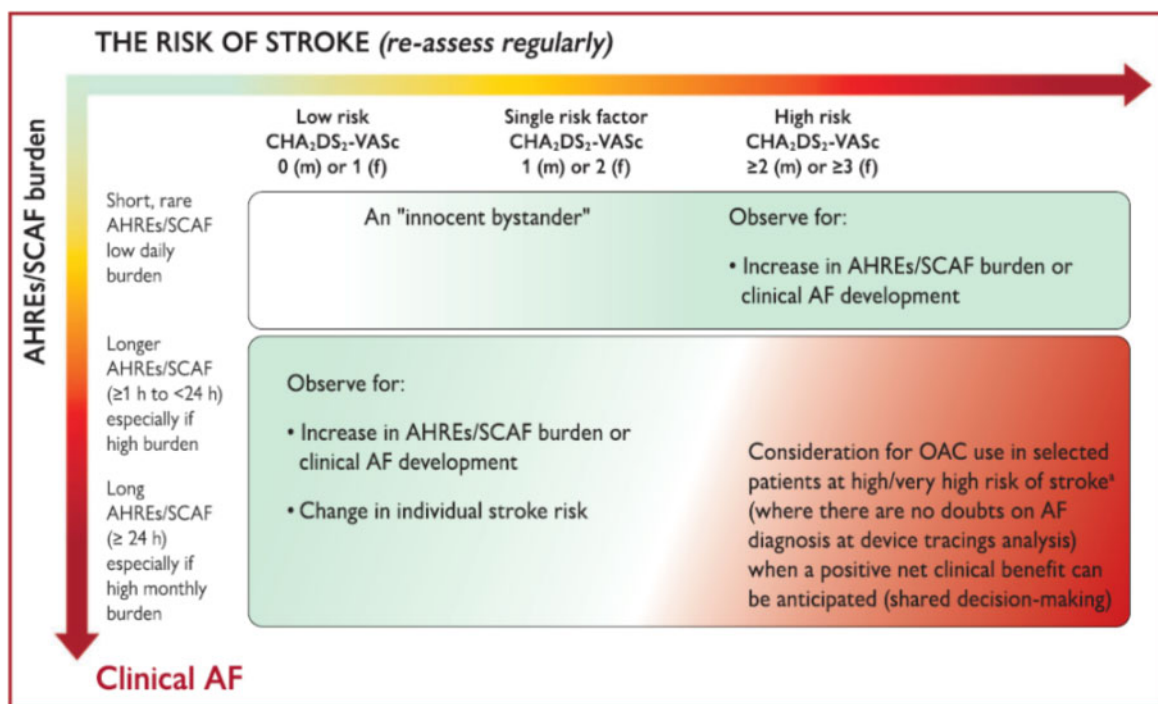 THE RISK OF STROKE (re-assess regularly)
AHREs/SCAF burden
Low risk
CHA₂DS₂-VASc
0 (m) or 1 (f)
Single risk factor
CHA₂DS₂-VASc
1 (m) or 2 (f)
High risk
CHA₂DS₂-VASc
≥2 (m) or ≥3 (f)
Short, rare
AHREs/SCAF
low daily
burden
An "innocent bystander"
Observe for:
• Increase in AHREs/SCAF burden or
clinical AF development
Longer
AHREs/SCAF
(≥1 h to <24 h)
especially if
high burden
Long
AHREs/SCAF
(≥ 24 h)
especially if
high monthly
burden
Observe for:
• Increase in AHREs/SCAF burden or
clinical AF development
• Change in individual stroke risk
Consideration for OAC use in selected
patients at high/very high risk of strokeᵃ
(where there are no doubts on AF
diagnosis at device tracings analysis)
when a positive net clinical benefit can
be anticipated (shared decision-making)
Clinical AF